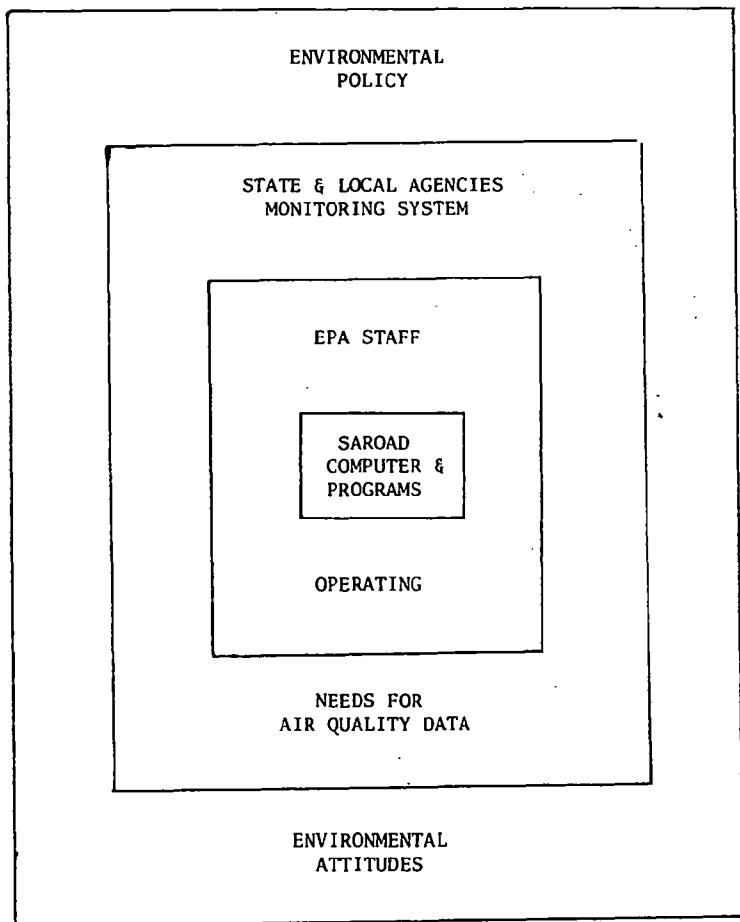 ENVIRONMENTAL
POLICY
STATE & LOCAL AGENCIES
MONITORING SYSTEM
EPA STAFF
SAROAD
COMPUTER &
PROGRAMS
OPERATING
NEEDS FOR
AIR QUALITY DATA
ENVIRONMENTAL
ATTITUDES